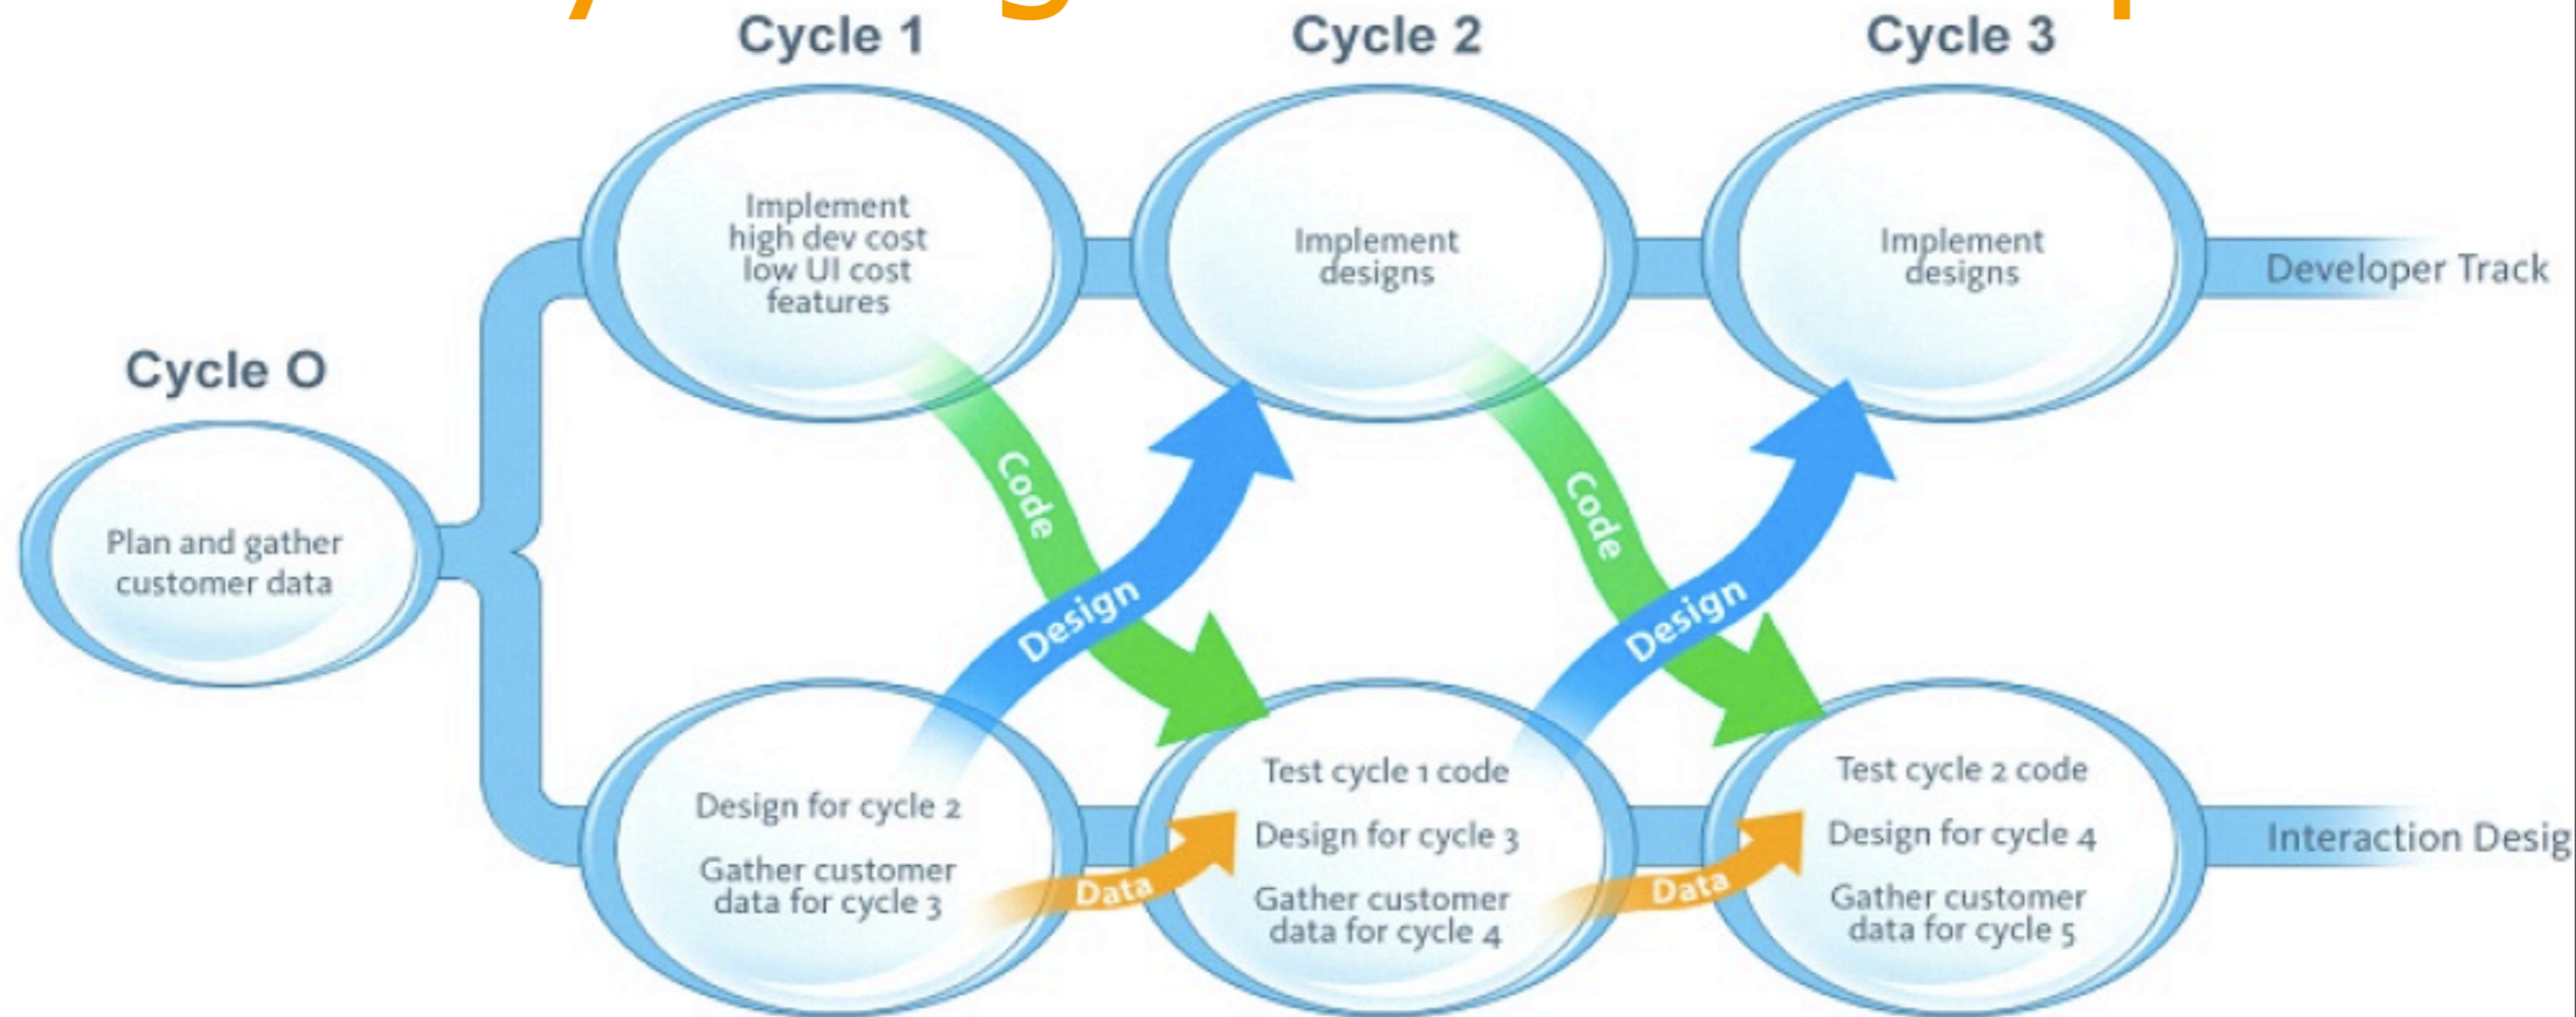 Cycle 1
Cycle 2
Cycle 3
Implement
high dev cost
low UI cost
features
Implement
designs
Implement
designs
Developer Track
Cycle O
Plan and gather
customer data
Code
Design
Code
Design
Design for cycle 2
Gather customer
data for cycle 3
Data
Test cycle 1 code
Design for cycle 3
Gather customer
data for cycle 4
Data
Test cycle 2 code
Design for cycle 4
Gather customer
data for cycle 5
Interaction Desig